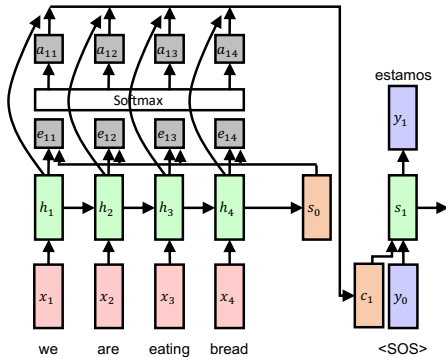 a₁₁ a₁₂ a₁₃ a₁₄
Softmax
estamos
e₁₁ e₁₂ e₁₃ e₁₄ y₁
h₁ h₂ h₃ h₄ s₀ s₁
x₁ x₂ x₃ x₄ c₁ y₀
we are eating bread <SOS>